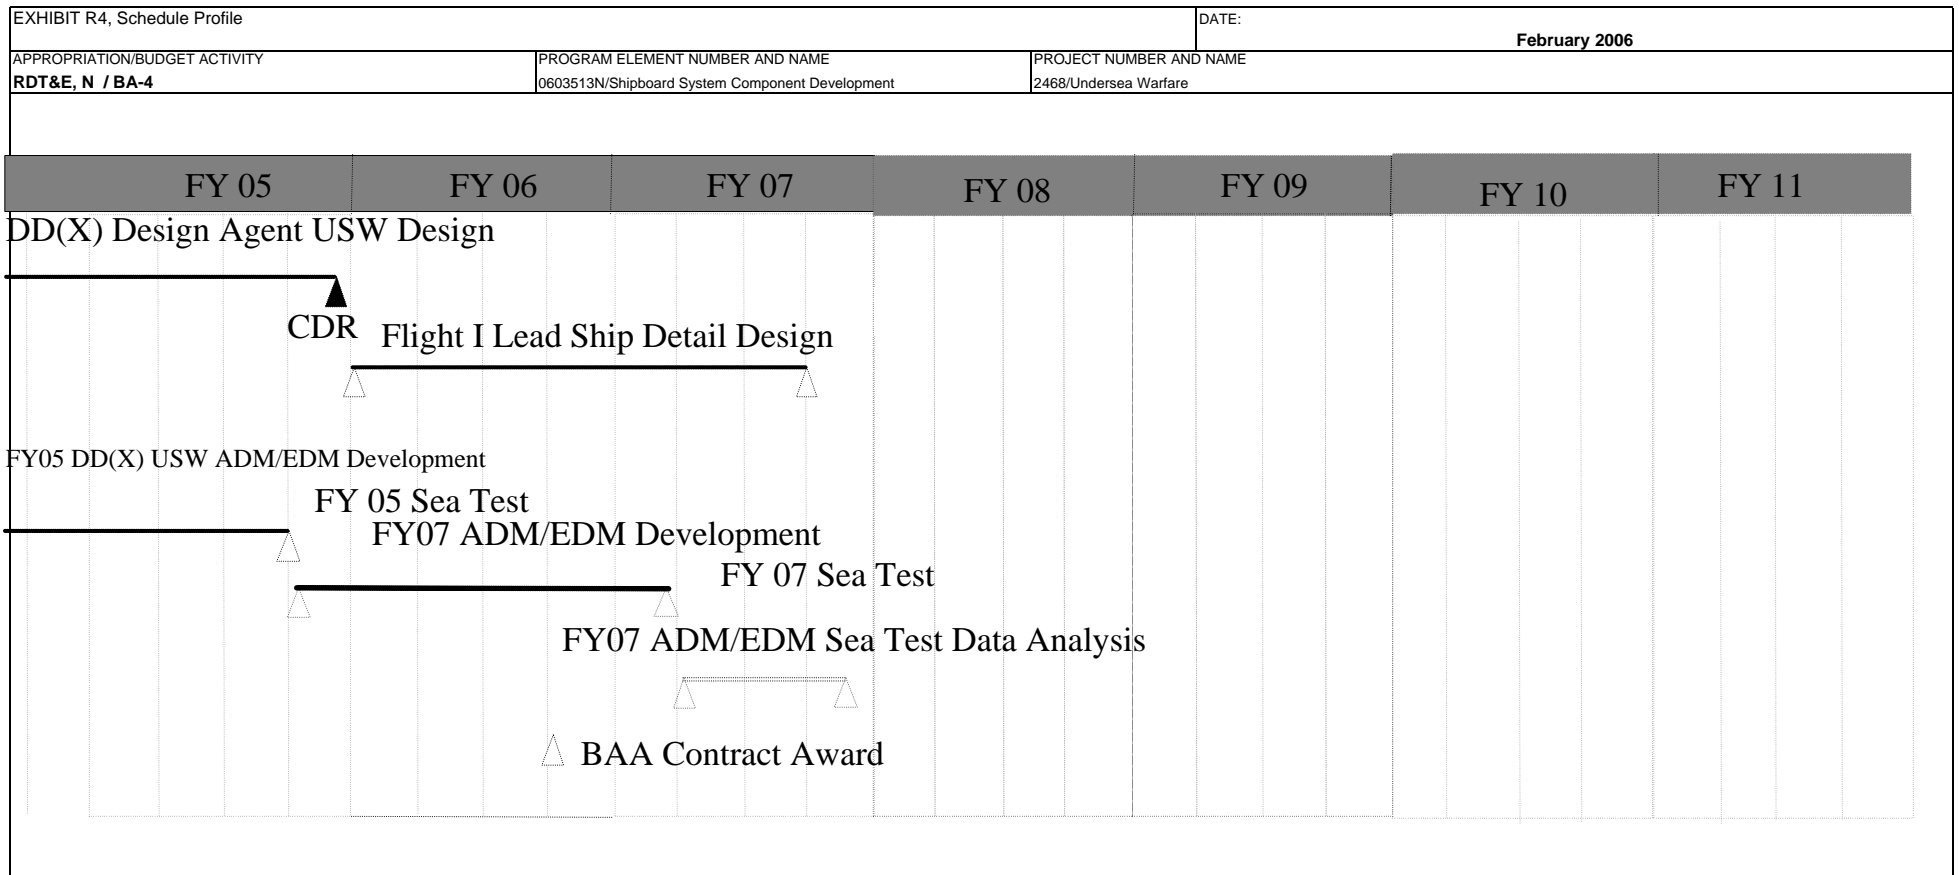 EXHIBIT R4, Schedule Profile
DATE:
February 2006
APPROPRIATION/BUDGET ACTIVITY
PROGRAM ELEMENT NUMBER AND NAME
PROJECT NUMBER AND NAME
RDT&E, N / BA-4
0603513N/Shipboard System Component Development
2468/Undersea Warfare
FY 05 FY 06 FY 07 FY 08 FY 09 FY 10 FY 11
DD(X) Design Agent USW Design
CDR
Flight I Lead Ship Detail Design
FY05 DD(X) USW ADM/EDM Development
FY 05 Sea Test
FY07 ADM/EDM Development
FY 07 Sea Test
FY07 ADM/EDM Sea Test Data Analysis
BAA Contract Award